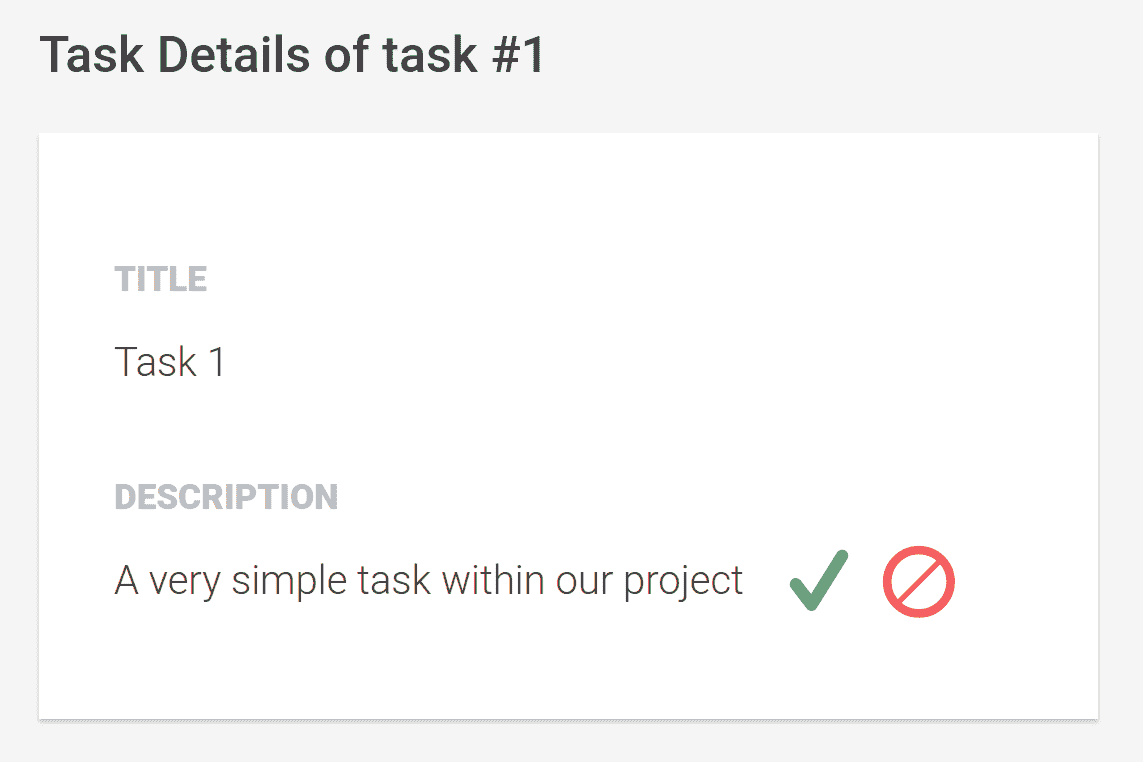 Task Details of task #1
TITLE
Task 1
DESCRIPTION
A very simple task within our project